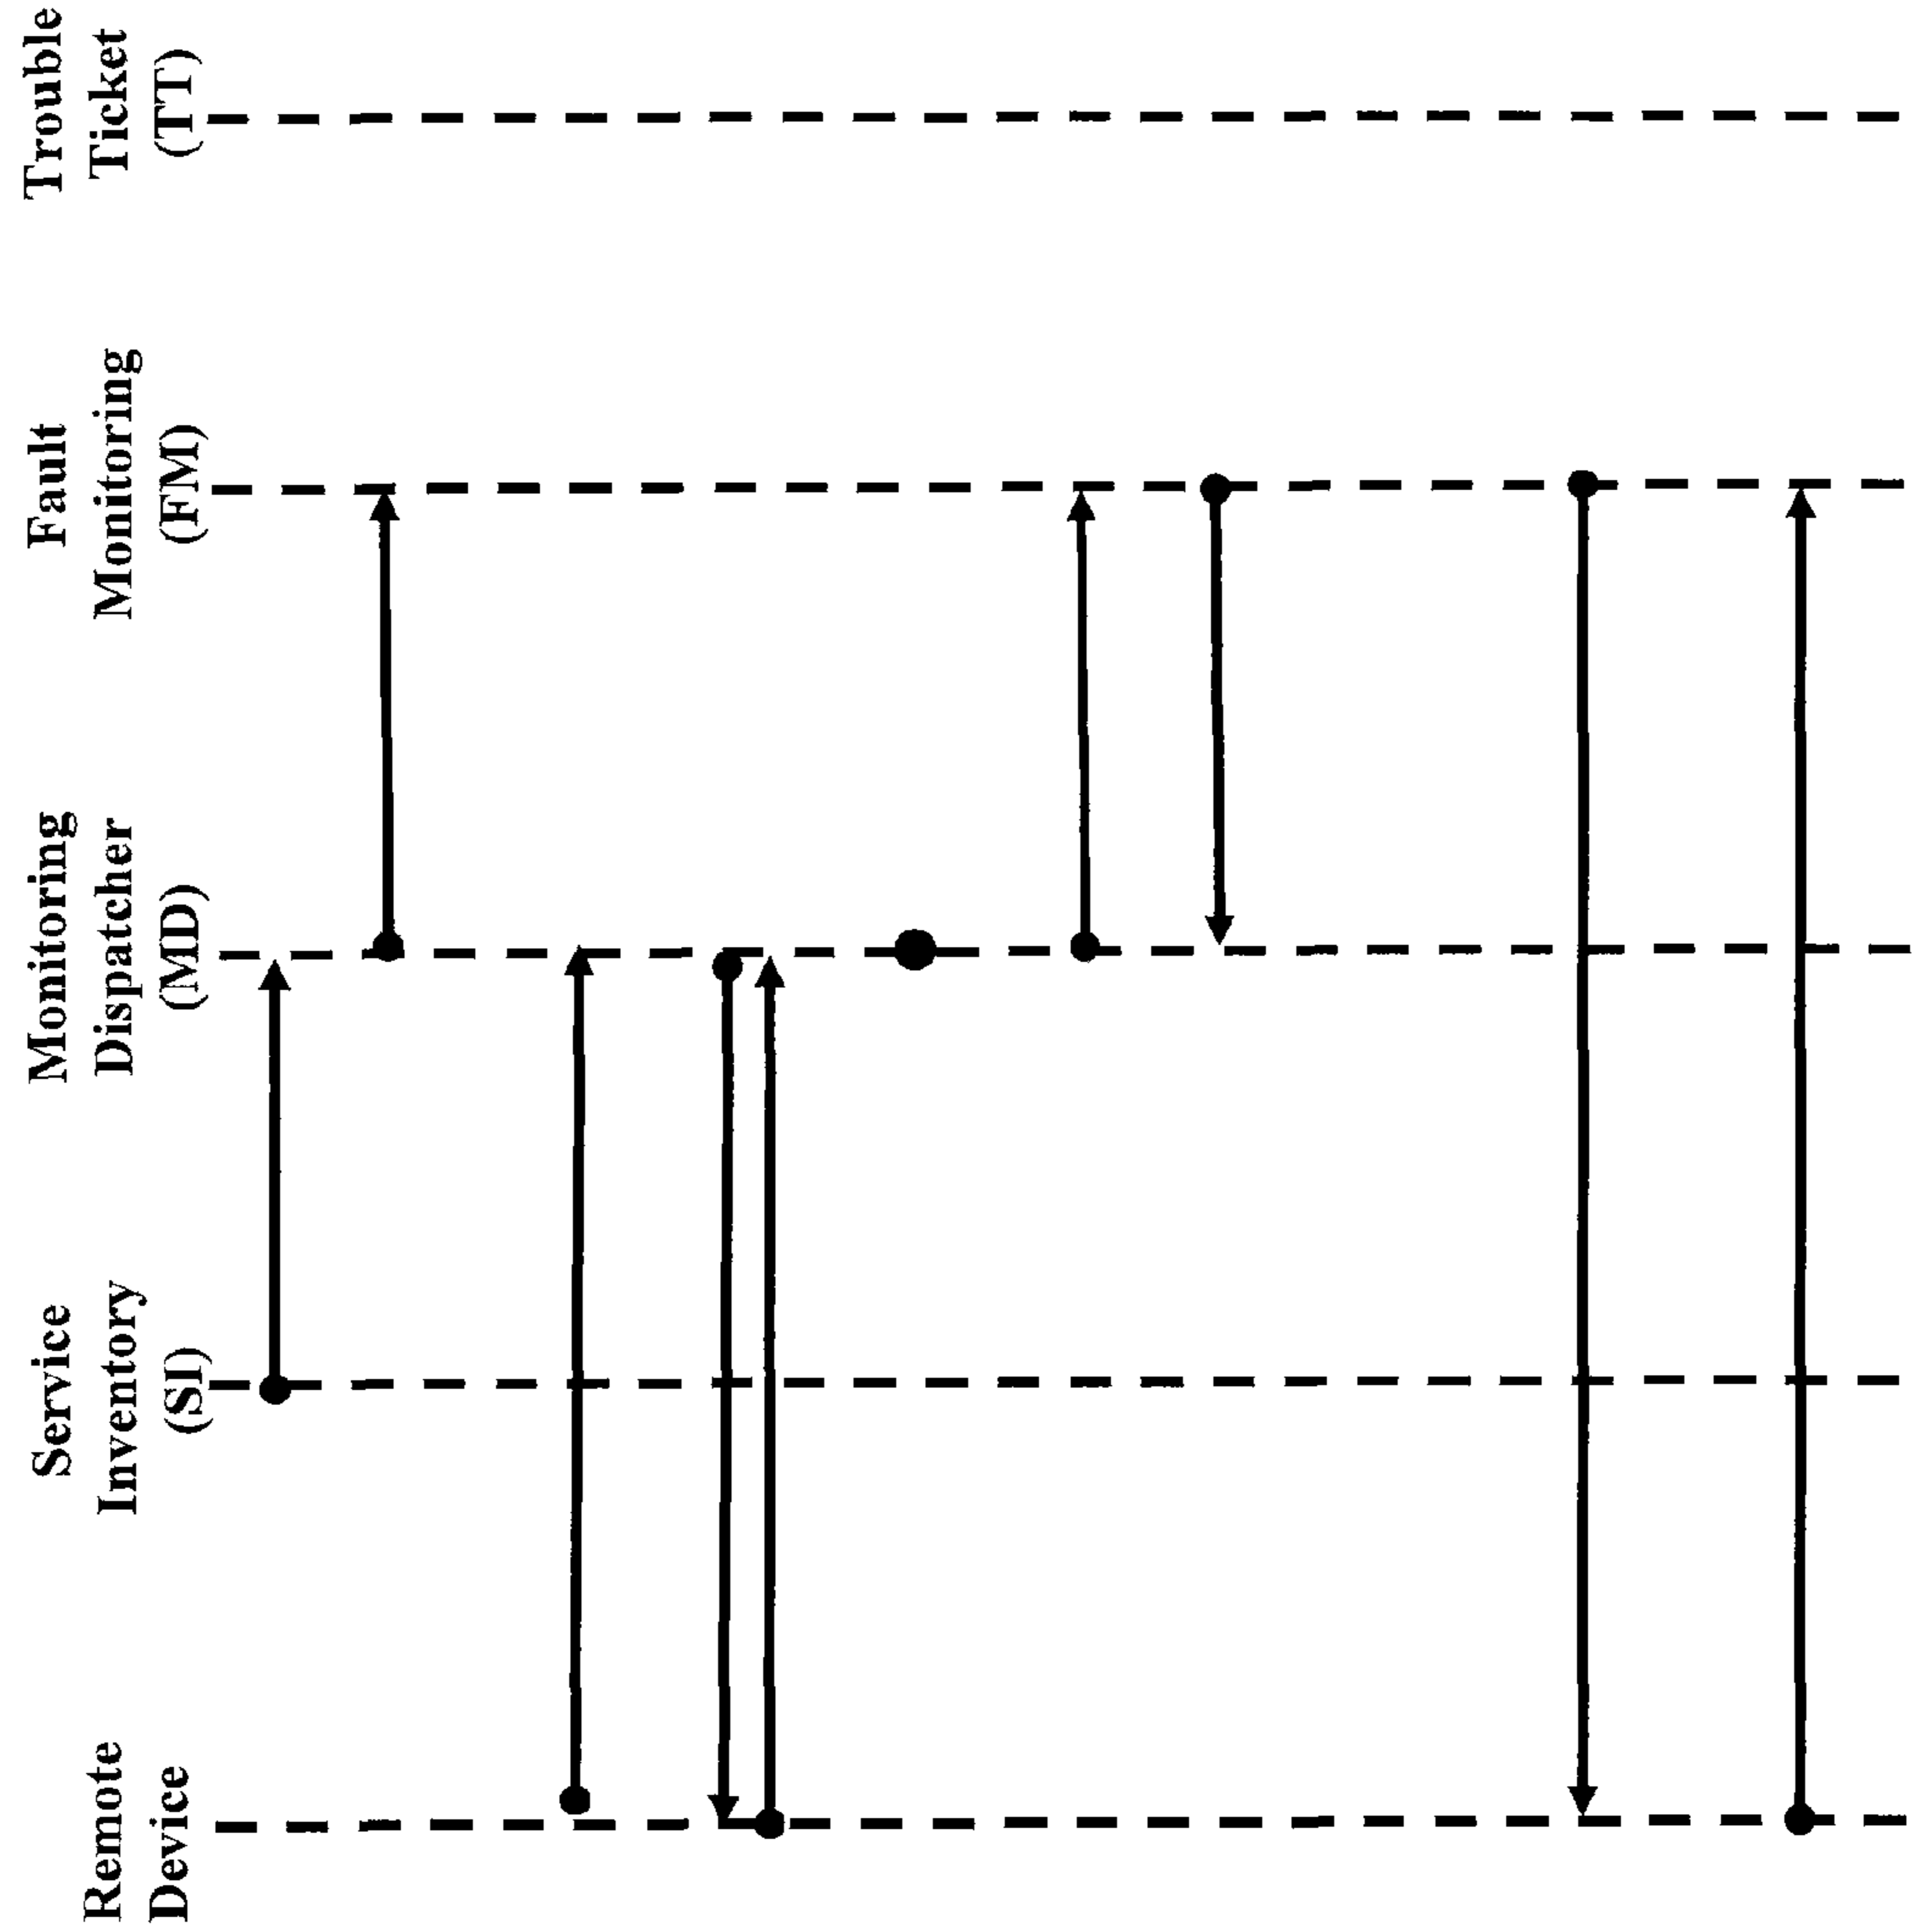 Remote
Device
Service
Inventory
(SI)
Monitoring
Dispatcher
(MD)
Fault
Monitoring
(FM)
Trouble
Ticket
(TT)